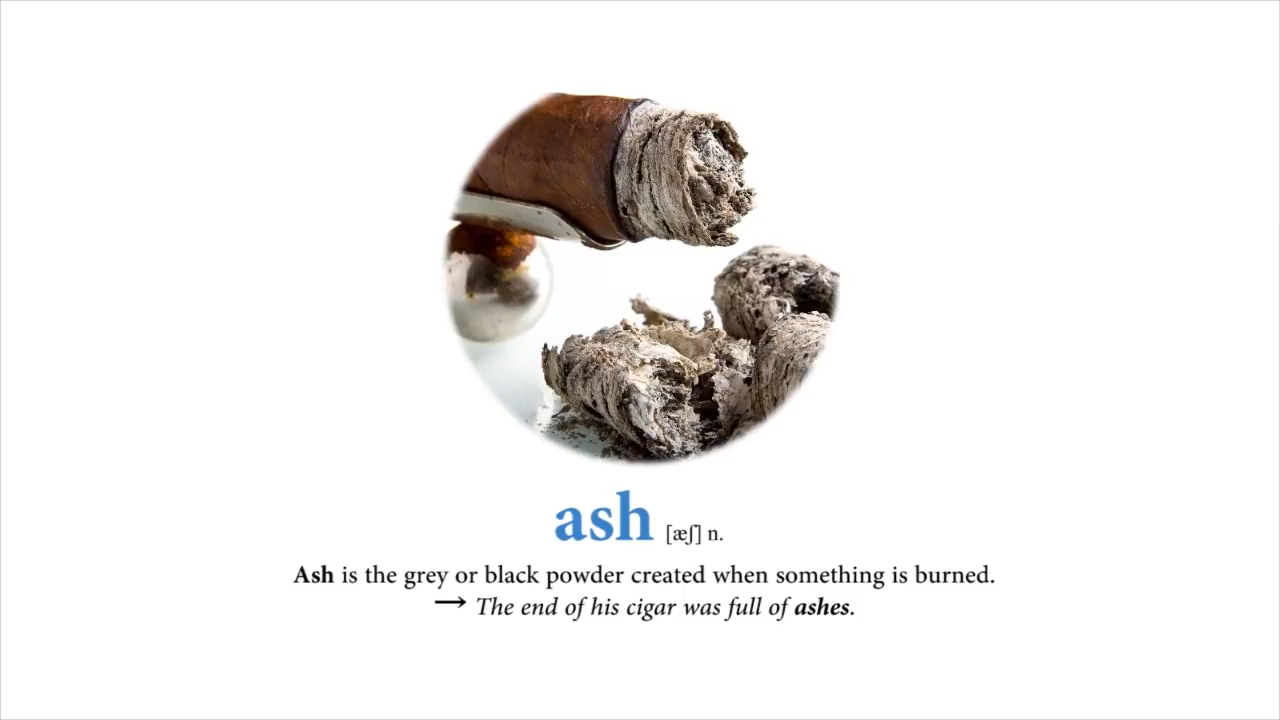 ash [æʃ] n.
Ash is the grey or black powder created when something is burned.
→ The end of his cigar was full of ashes.